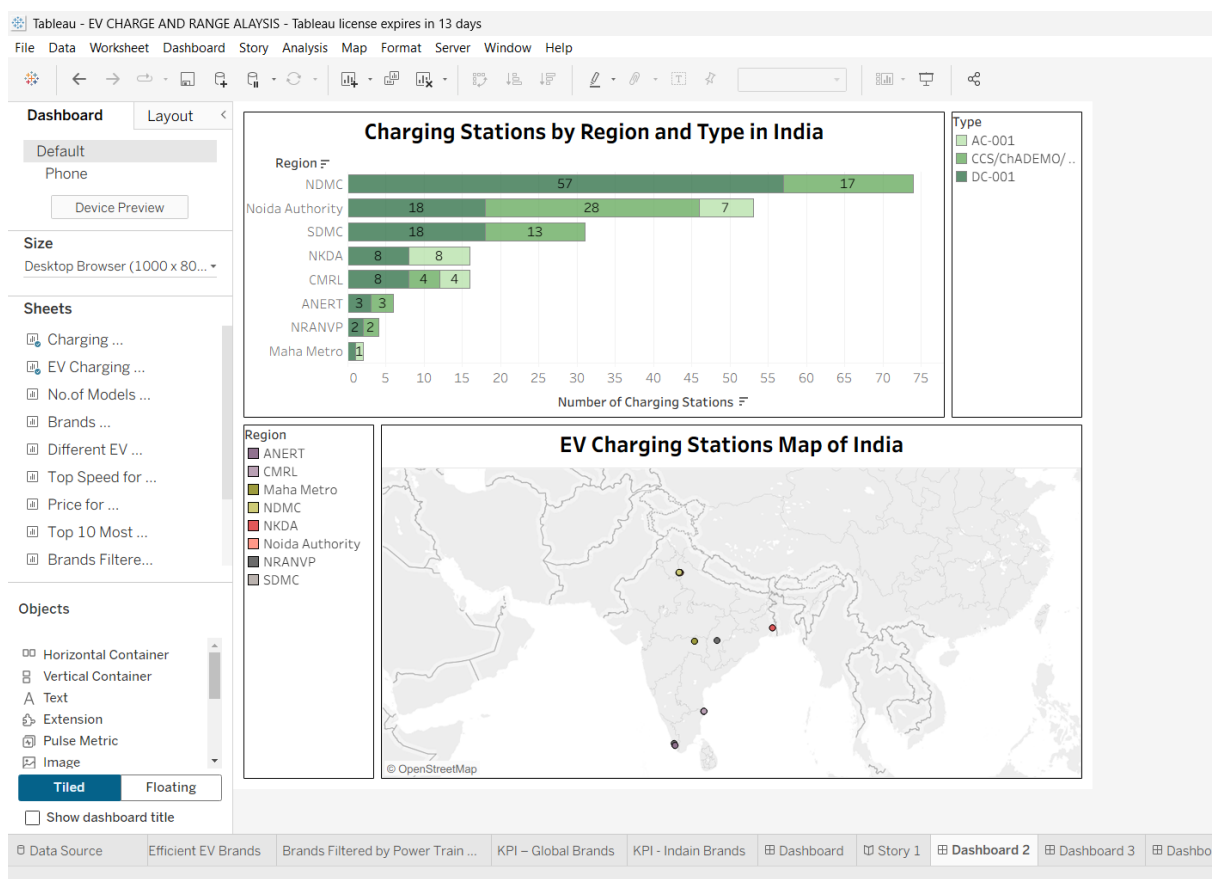 Tableau - EV CHARGE AND RANGE ALAYSIS - Tableau license expires in 13 days
File Data Worksheet Dashboard Story Analysis Map Format Server Window Help
Dashboard Layout
Default
Phone
Device Preview
Size
Desktop Browser (1000 x 80...
Sheets
Charging ...
EV Charging ...
No.of Models ...
Brands ...
Different EV ...
Top Speed for ...
Price for ...
Top 10 Most ...
Brands Filtere...
Objects
Horizontal Container
Vertical Container
Text
Extension
Pulse Metric
Image
Tiled Floating
Show dashboard title
Charging Stations by Region and Type in India
Region
NDMC 57 17
Noida Authority 18 28 7
SDMC 18 13
NKDA 8 8
CMRL 8 4 4
ANERT 3 3
NRANVP 2 2
Maha Metro 1
0 5 10 15 20 25 30 35 40 45 50 55 60 65 70 75
Number of Charging Stations
Type
AC-001
CCS/ChADEMO/ ..
DC-001
Region
ANERT
CMRL
Maha Metro
NDMC
NKDA
Noida Authority
NRANVP
SDMC
EV Charging Stations Map of India
© OpenStreetMap
Data Source Efficient EV Brands Brands Filtered by Power Train ... KPI – Global Brands KPI - Indain Brands Dashboard Story 1 Dashboard 2 Dashboard 3 Dashbo